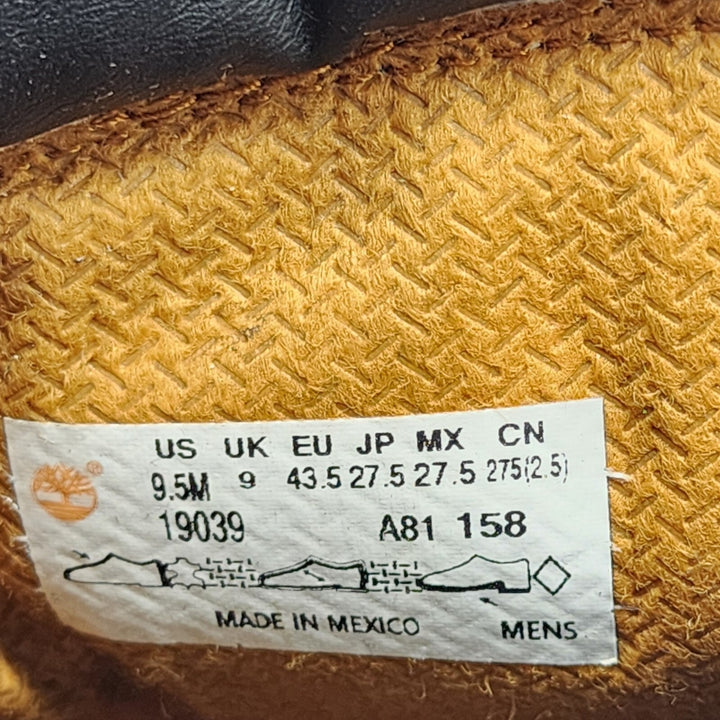 US UK EU JP MX CN
9.5M 9 43.5 27.5 27.5 275(2.5)
®
19039 A81 158
MADE IN MEXICO MENS